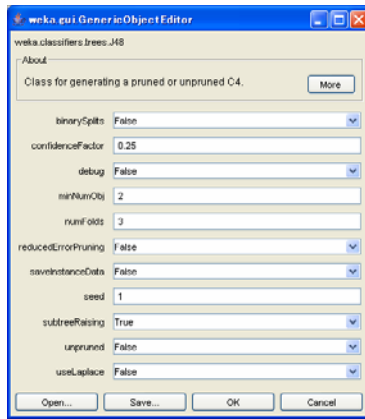 weka.gui.GenericObjectEditor
weka.classifiers.trees.J48
About
Class for generating a pruned or unpruned C4.
More
binarySplits False
confidenceFactor 0.25
debug False
minNumObj 2
numFolds 3
reducedErrorPruning False
saveInstanceData False
seed 1
subtreeRaising True
unpruned False
useLaplace False
Open... Save... OK Cancel